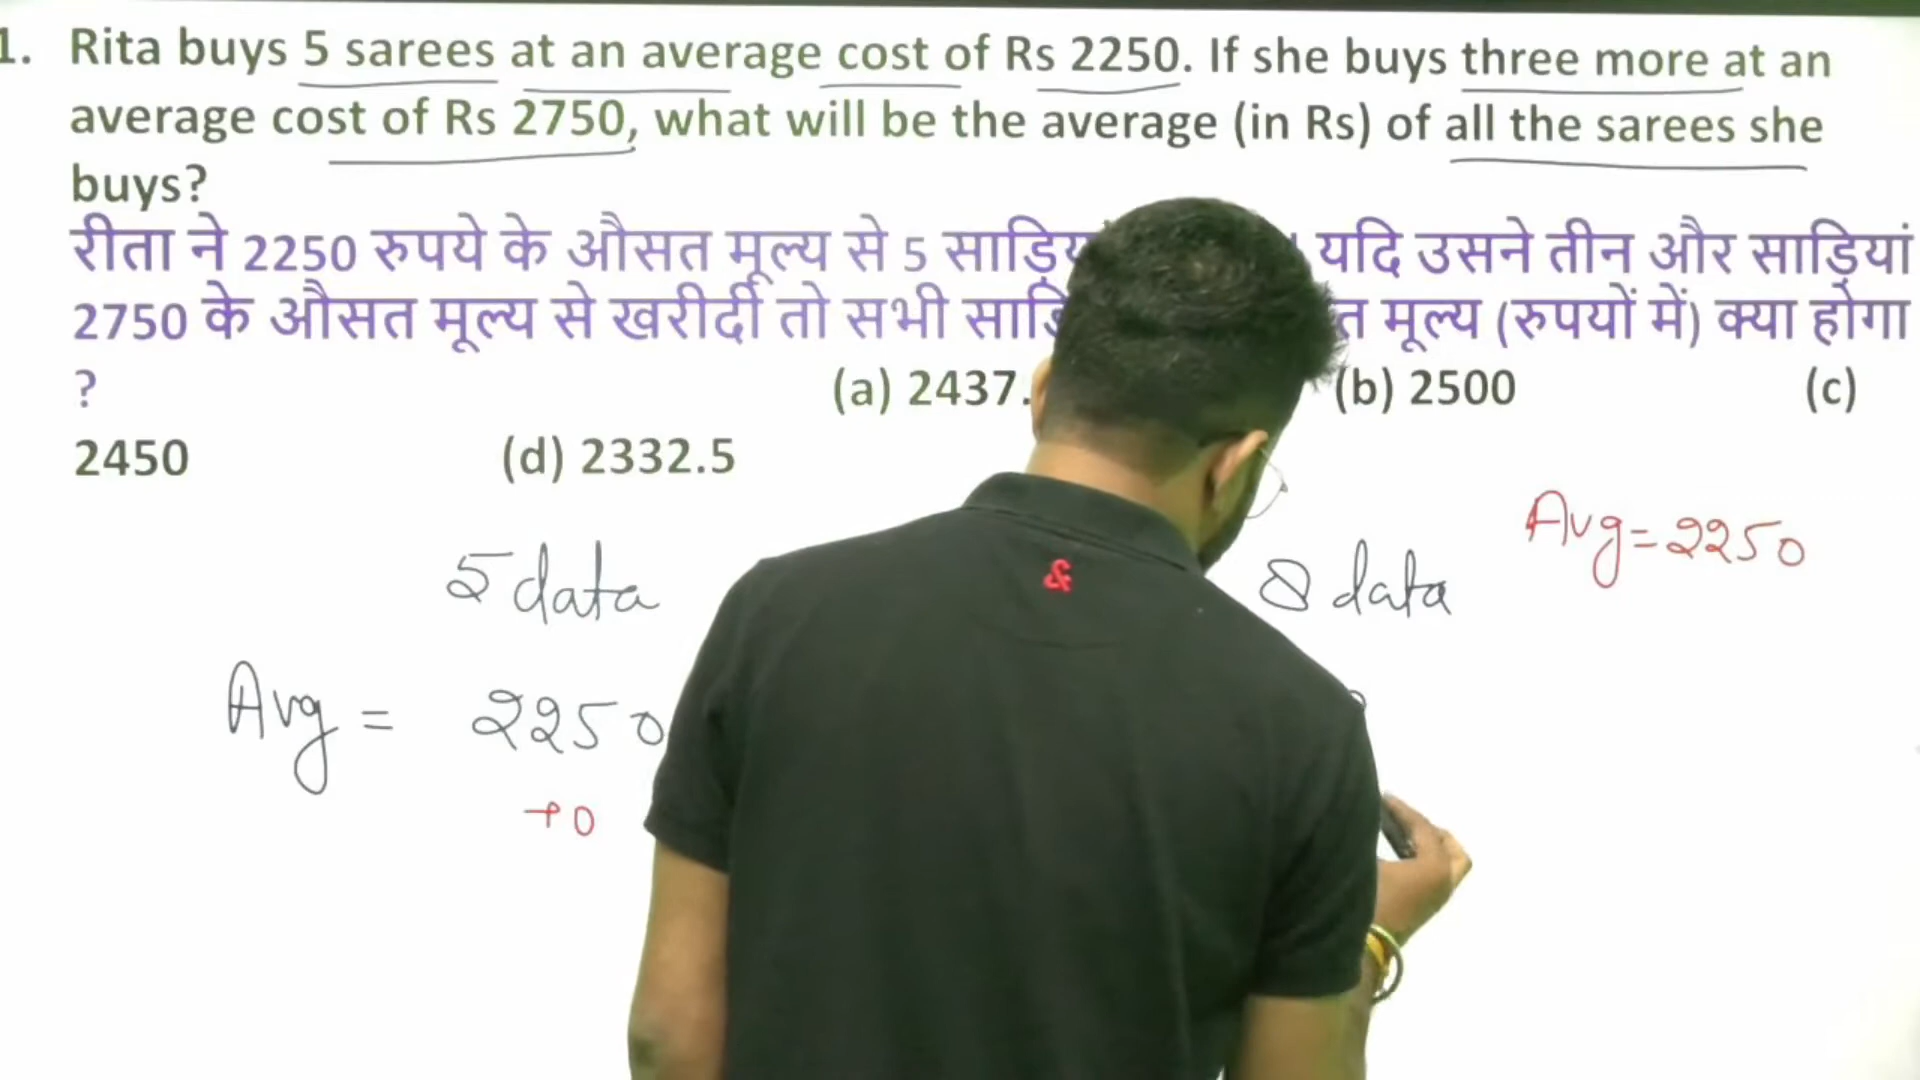 1. Rita buys 5 sarees at an average cost of Rs 2250. If she buys three more at an
average cost of Rs 2750, what will be the average (in Rs) of all the sarees she
buys?
रीता ने 2250 रुपये के औसत मूल्य से 5 यदि उसने तीन और साड़ियां
2750 के औसत मूल्य से खरीदीं तो सभी मूल्य (रुपयों में) क्या होगा
? (a) 2437. (b) 2500 (c)
2450 (d) 2332.5
Avg=2250
5 data 8 data
Avg = 2250
+0
&